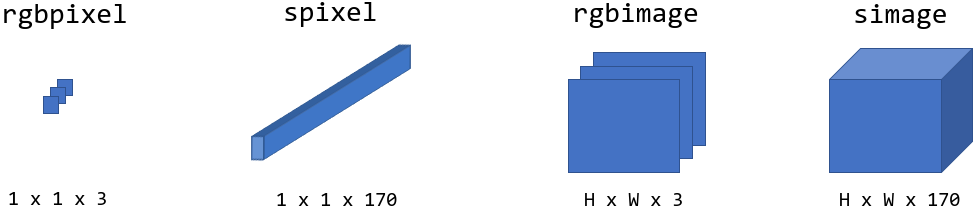 rgbpixel
spixel
rgbimage
simage
1 x 1 x 3
1 x 1 x 170
H x W x 3
H x W x 170